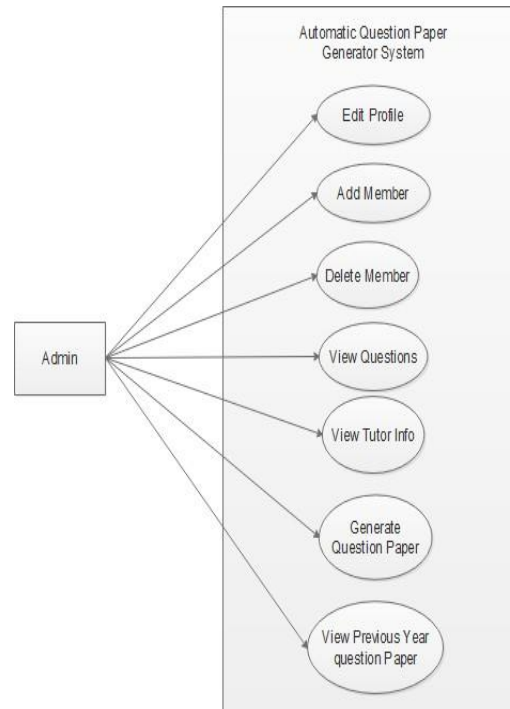 Automatic Question Paper
Generator System
Edit Profile
Add Member
Delete Member
View Questions
Admin
View Tutor Info
Generate
Question Paper
View Previous Year
question Paper